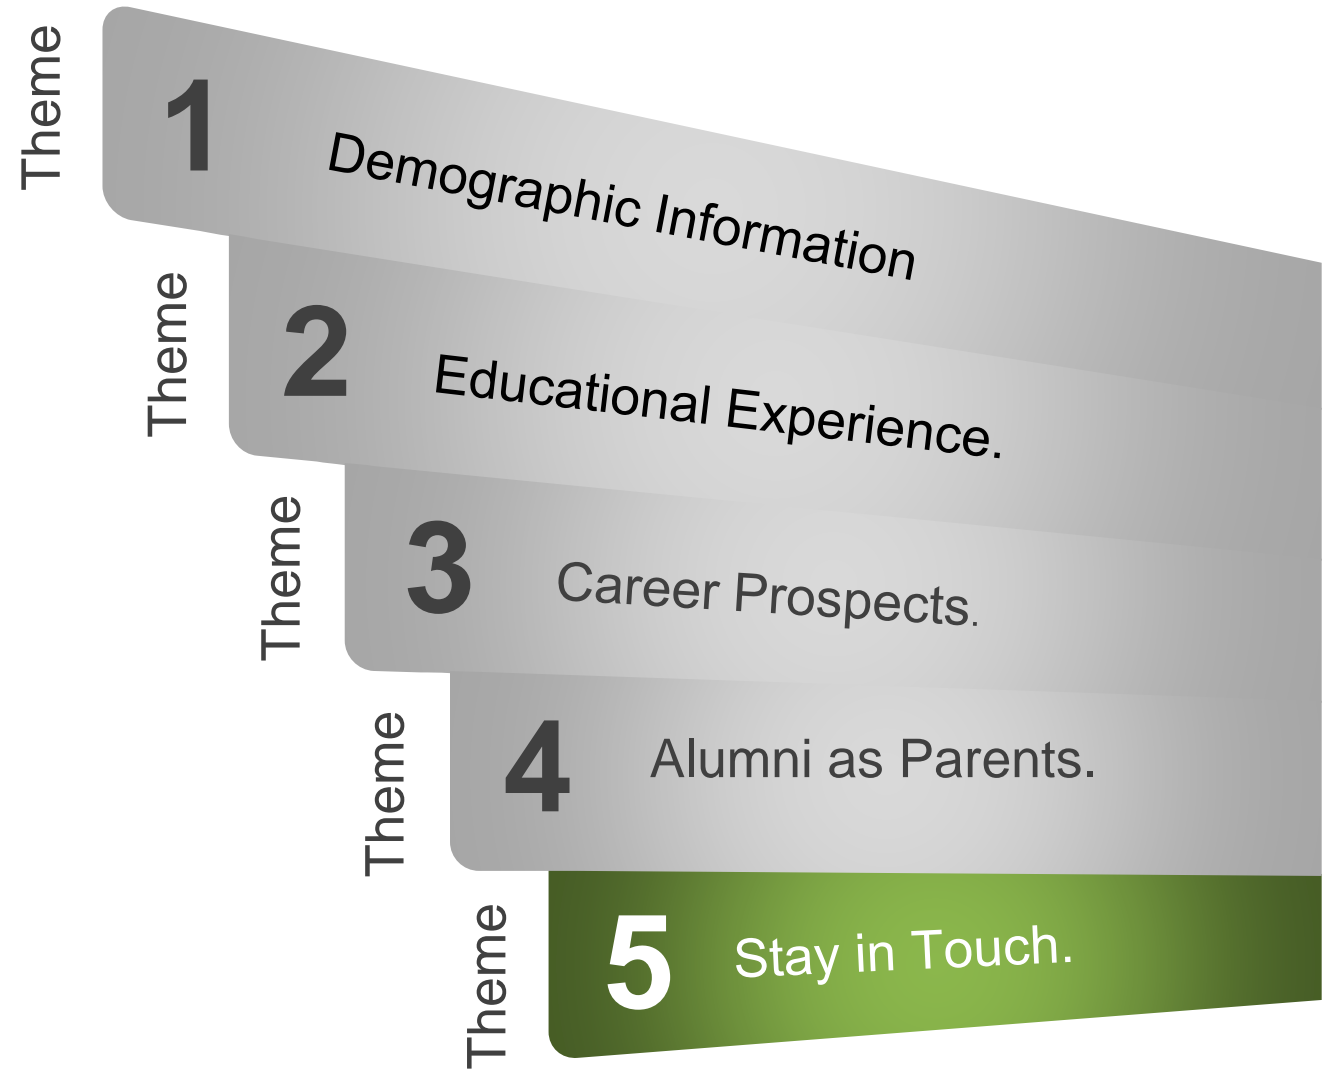 Theme
1
Demographic Information
Theme
2
Educational Experience.
Theme
3
Career Prospects.
Theme
4
Alumni as Parents.
Theme
5
Stay in Touch.